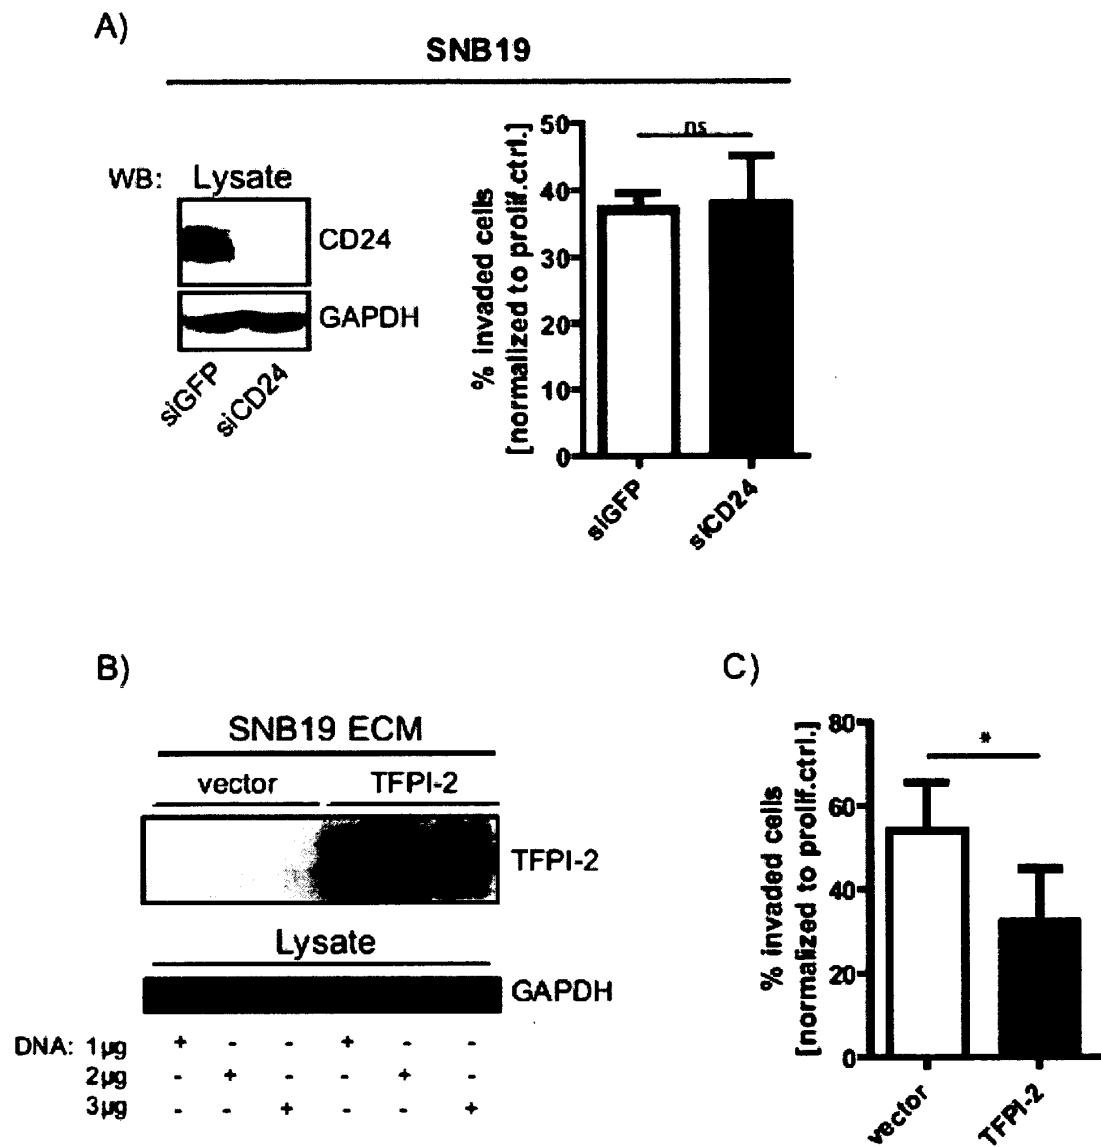 A)
SNB19
WB: Lysate
CD24
GAPDH
siGFP
siCD24
% invaded cells
[normalized to prolif.ctrl.]
50
40
30
20
10
0
ns
siGFP
siCD24
B)
SNB19 ECM
vector TFPI-2
TFPI-2
Lysate
GAPDH
DNA: 1µg + - - + - -
2µg - + - - + -
3µg - - + - - +
C)
% invaded cells
[normalized to prolif.ctrl.]
80
60
40
20
0
*
vector
TFPI-2